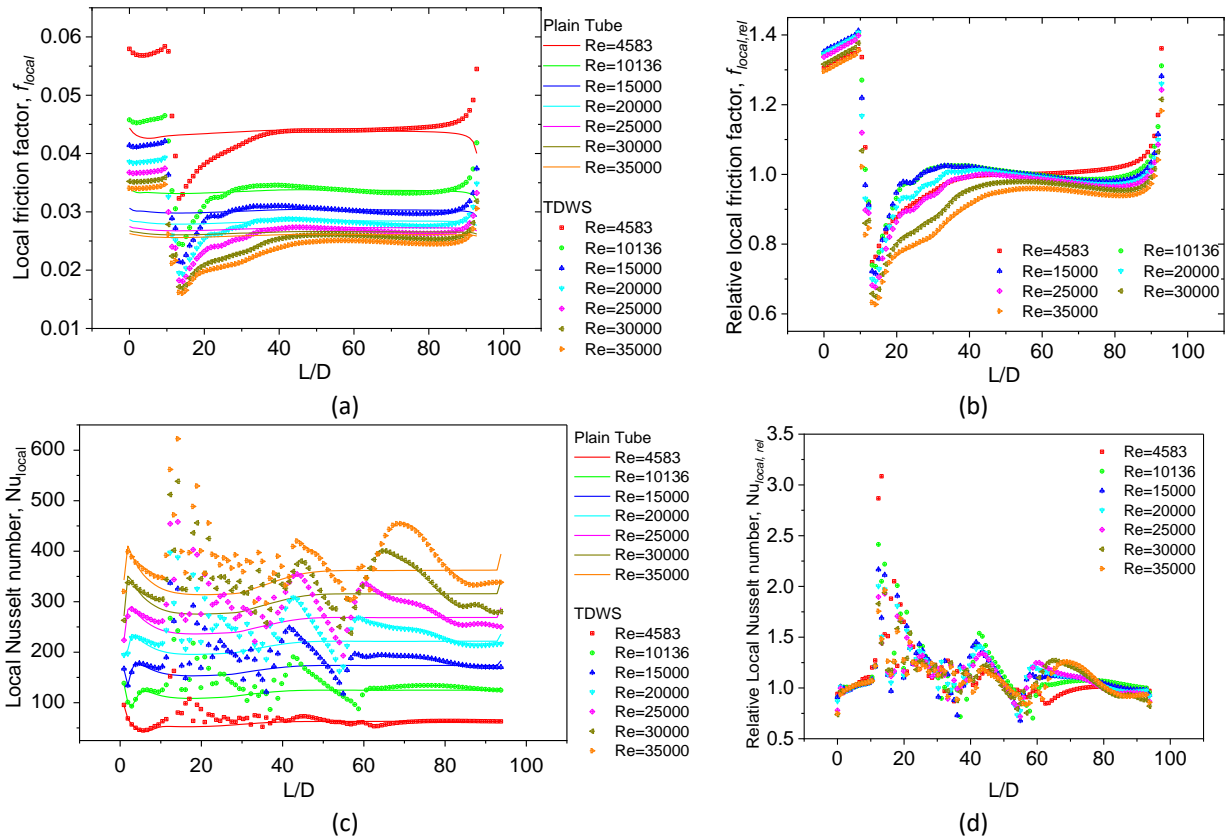 0.06
0.05
0.04
0.03
0.02
0.01
Local friction factor, f_local
0 20 40 60 80 100
L/D
(a)
Plain Tube
Re=4583
Re=10136
Re=15000
Re=20000
Re=25000
Re=30000
Re=35000
TDWS
Re=4583
Re=10136
Re=15000
Re=20000
Re=25000
Re=30000
Re=35000
1.4
1.2
1.0
0.8
0.6
Relative local friction factor, f_local,rel
Re=4583 Re=10136
Re=15000 Re=20000
Re=25000 Re=30000
Re=35000
0 20 40 60 80 100
L/D
(b)
600
500
400
300
200
100
Local Nusselt number, Nu_local
0 20 40 60 80 100
L/D
(c)
Plain Tube
Re=4583
Re=10136
Re=15000
Re=20000
Re=25000
Re=30000
Re=35000
TDWS
Re=4583
Re=10136
Re=15000
Re=20000
Re=25000
Re=30000
Re=35000
3.5
3.0
2.5
2.0
1.5
1.0
0.5
Relative Local Nusselt number, Nu_local, rel
Re=4583
Re=10136
Re=15000
Re=20000
Re=25000
Re=30000
Re=35000
0 20 40 60 80 100
L/D
(d)